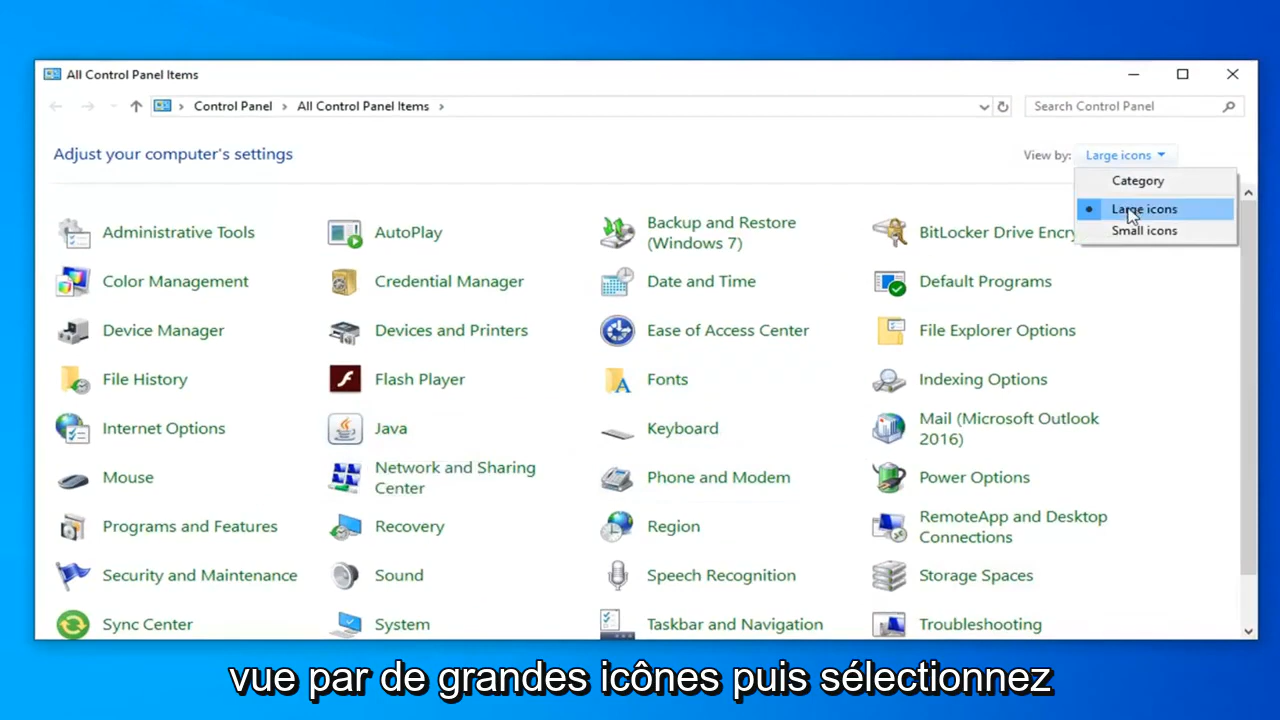 All Control Panel Items
Control Panel > All Control Panel Items >
Search Control Panel
Adjust your computer's settings
View by: Large icons
Category
Large icons
Small icons
Administrative Tools
AutoPlay
Backup and Restore
(Windows 7)
BitLocker Drive Encry
Color Management
Credential Manager
Date and Time
Default Programs
Device Manager
Devices and Printers
Ease of Access Center
File Explorer Options
File History
Flash Player
Fonts
Indexing Options
Internet Options
Java
Keyboard
Mail (Microsoft Outlook
2016)
Mouse
Network and Sharing
Center
Phone and Modem
Power Options
Programs and Features
Recovery
Region
RemoteApp and Desktop
Connections
Security and Maintenance
Sound
Speech Recognition
Storage Spaces
Sync Center
System
Taskbar and Navigation
Troubleshooting
vue par de grandes icônes puis sélectionnez